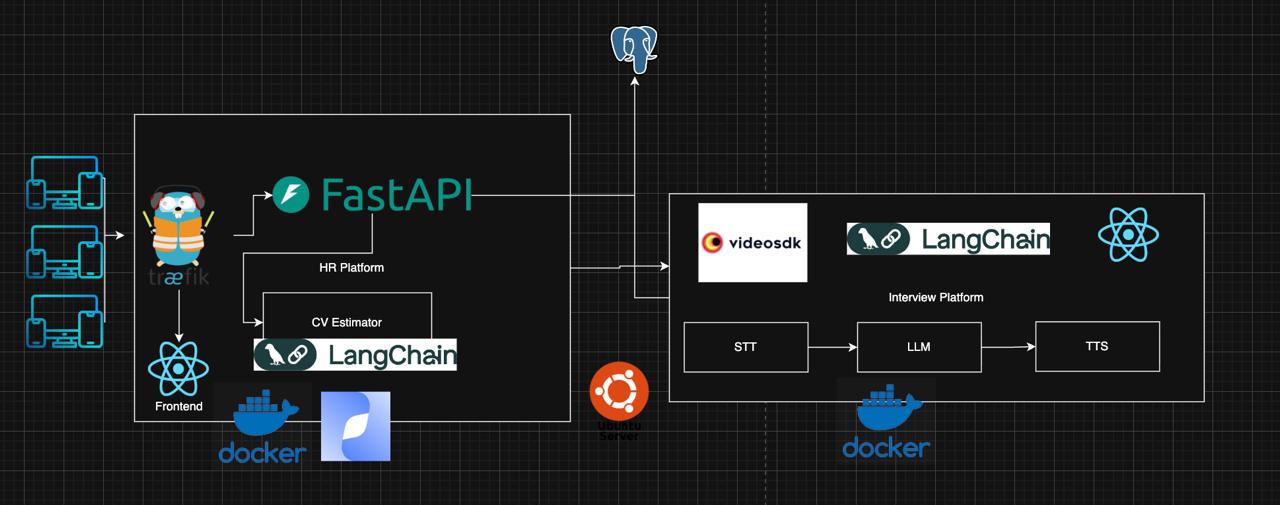 FastAPI
træfik
HR Platform
CV Estimator
LangChain
Frontend
docker
Ubuntu
Server
videosdk
LangChain
Interview Platform
STT
LLM
TTS
docker